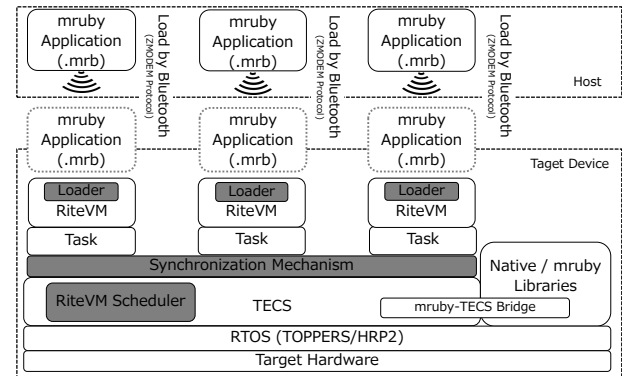 mruby
Application
(.mrb)
Load by Bluetooth
(ZMODEM Protocol)
mruby
Application
(.mrb)
Load by Bluetooth
(ZMODEM Protocol)
mruby
Application
(.mrb)
Load by Bluetooth
(ZMODEM Protocol)
Host
mruby
Application
(.mrb)
mruby
Application
(.mrb)
mruby
Application
(.mrb)
Taget Device
Loader
RiteVM
Loader
RiteVM
Loader
RiteVM
Task
Task
Task
Synchronization Mechanism
Native / mruby
Libraries
RiteVM Scheduler
TECS
mruby-TECS Bridge
RTOS (TOPPERS/HRP2)
Target Hardware